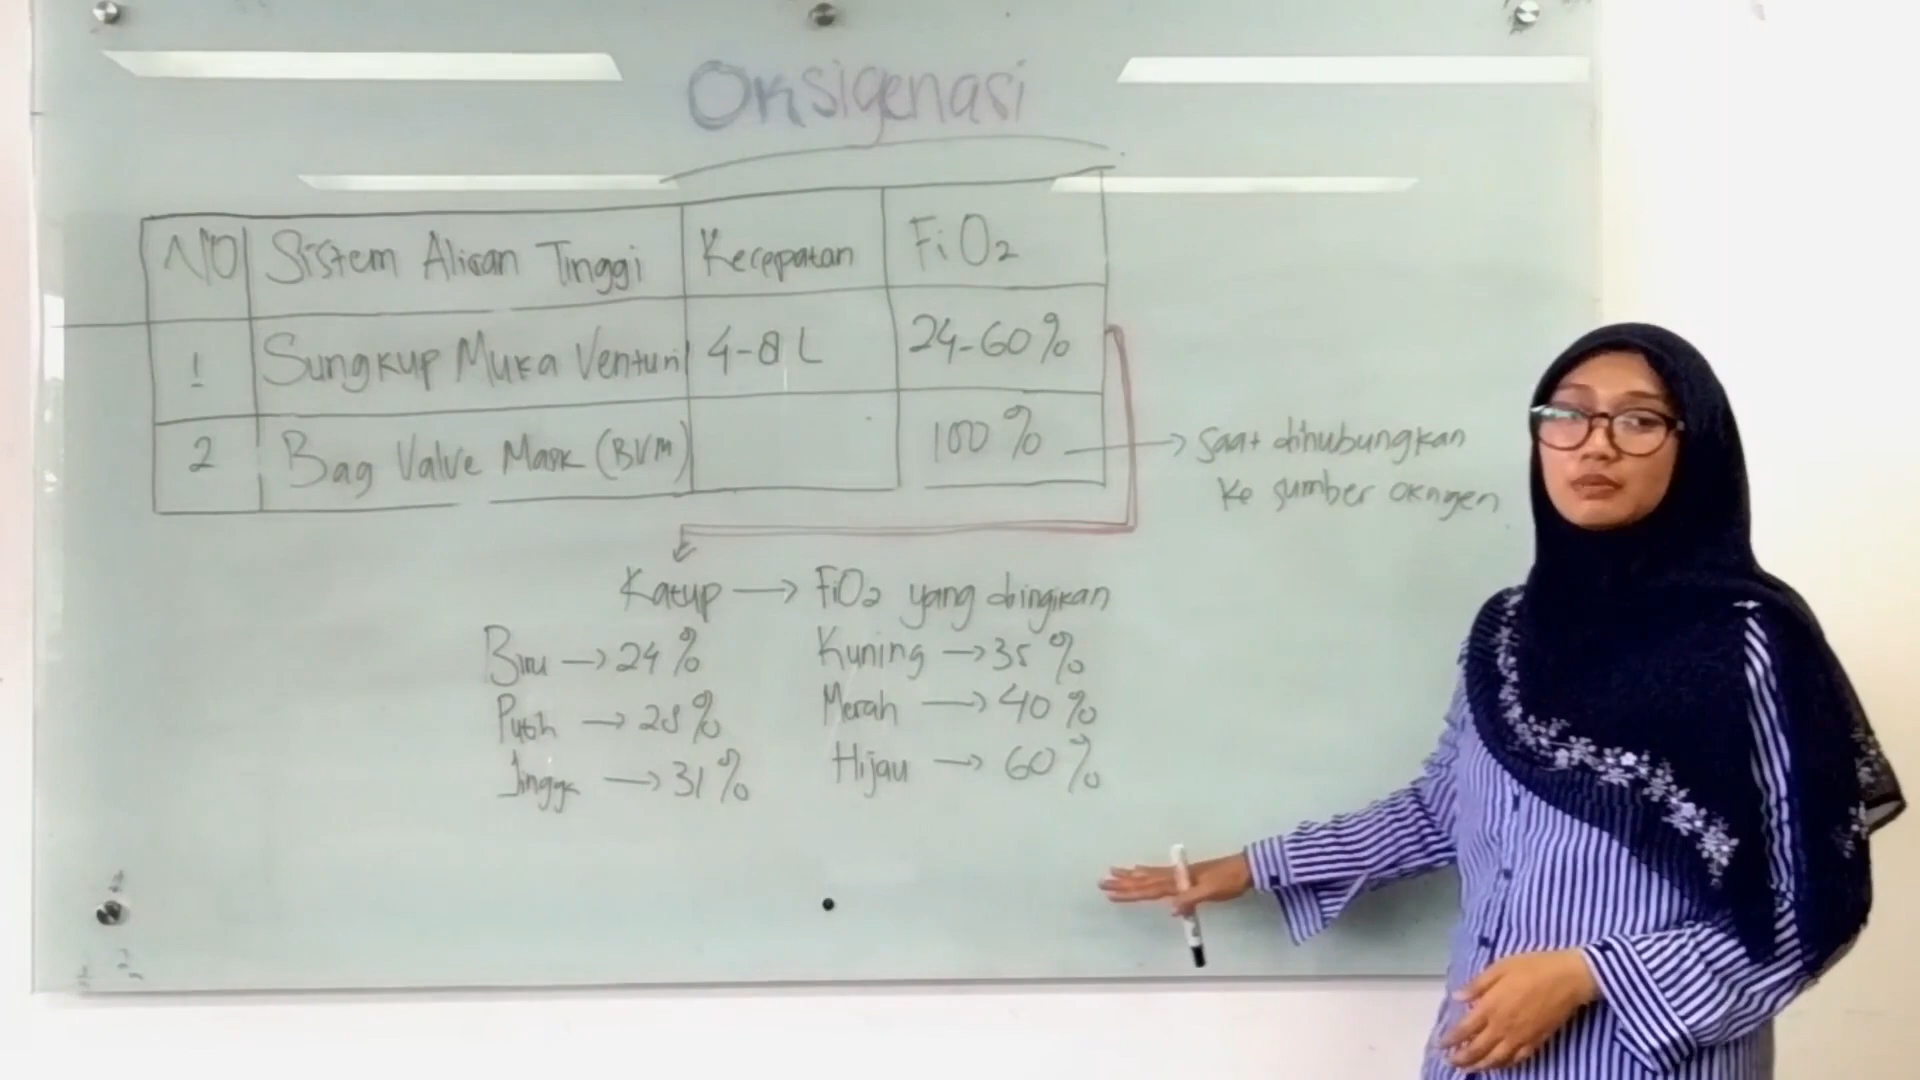 Oksigenasi
NO Sistem Aliran Tinggi Kecepatan FiO2
1 Sungkup Muka Venturi 4-8 L 24-60%
2 Bag Valve Mask (BVM) 100% → saat dihubungkan
ke sumber oksigen
Katup → FiO2 yang diingikan
Biru → 24% Kuning → 35%
Putih → 28% Merah → 40%
Jingga → 31% Hijau → 60%